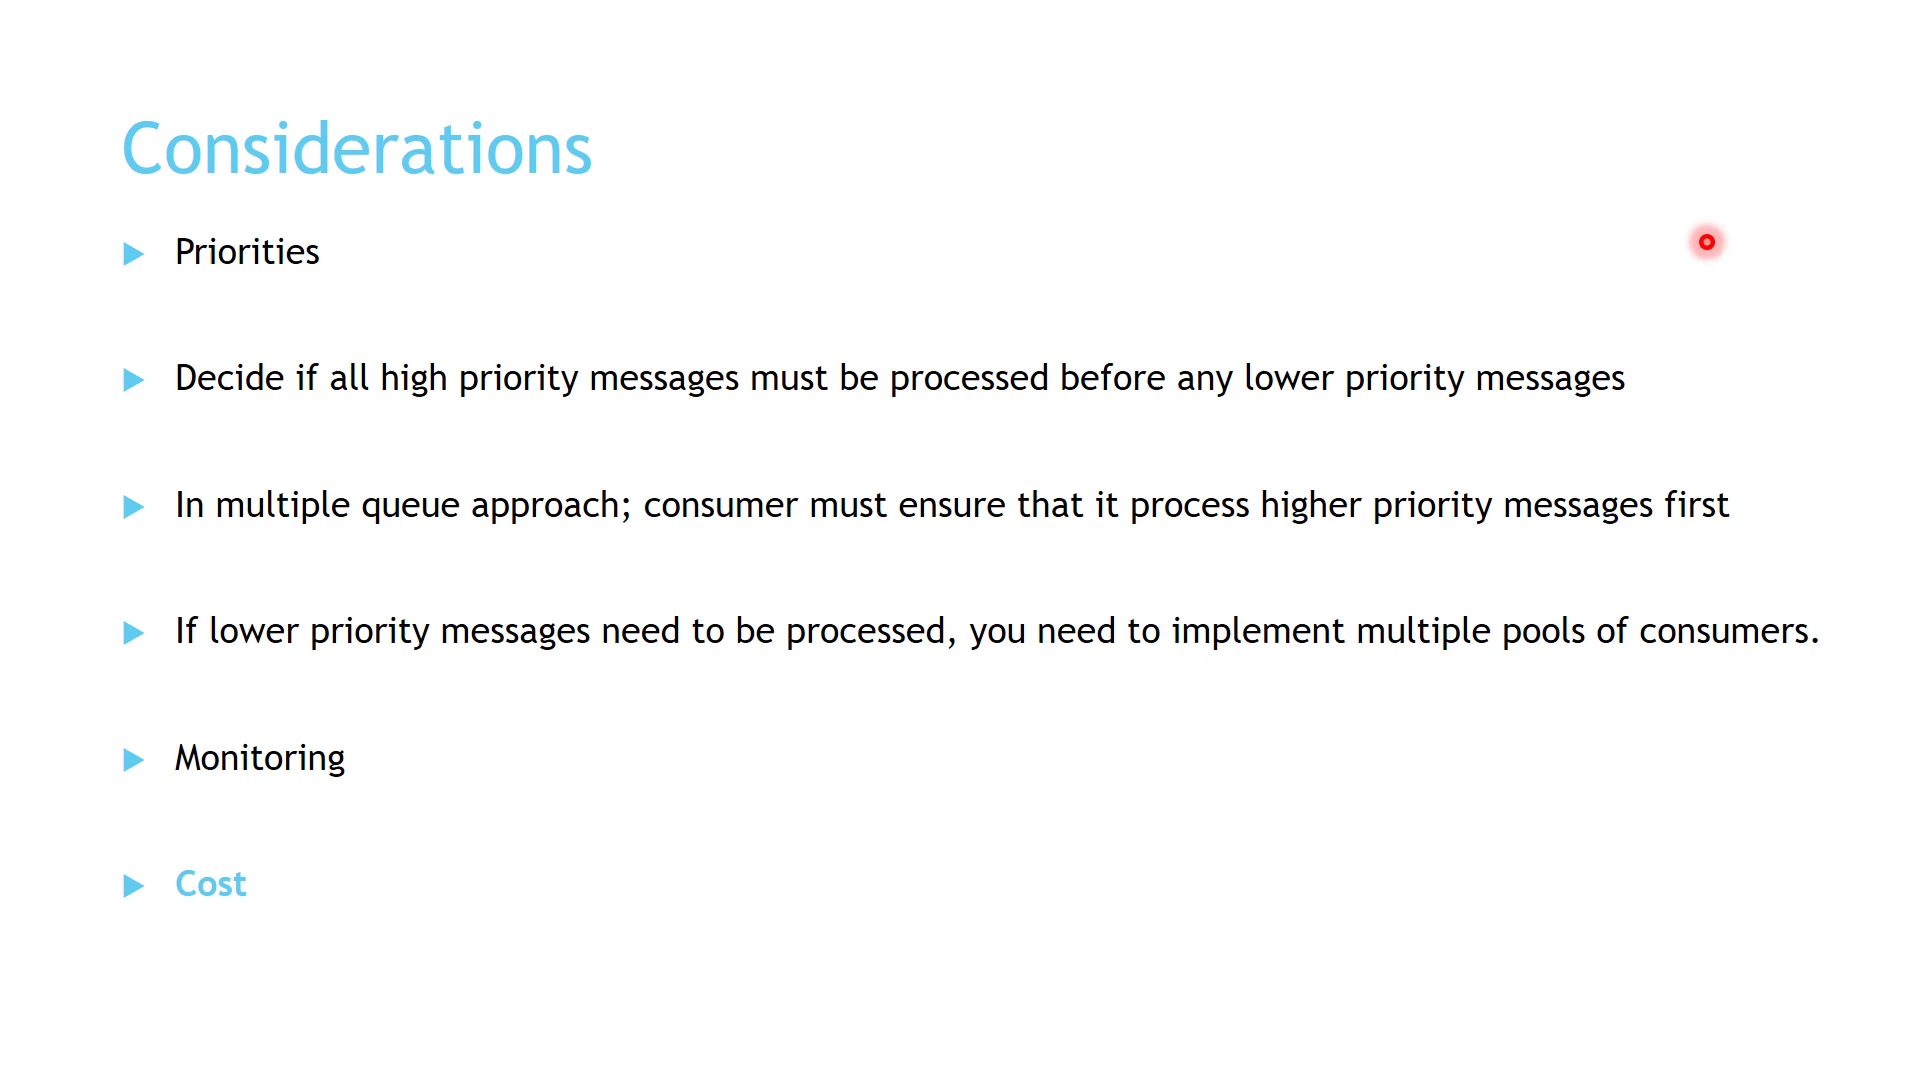 Considerations
Priorities
Decide if all high priority messages must be processed before any lower priority messages
In multiple queue approach; consumer must ensure that it process higher priority messages first
If lower priority messages need to be processed, you need to implement multiple pools of consumers.
Monitoring
Cost